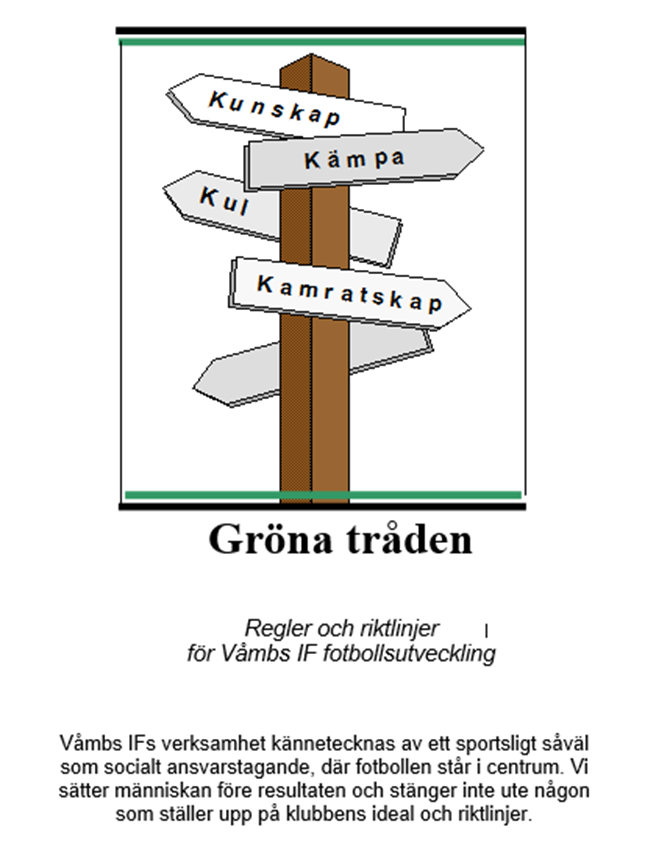 Kunskap
Kämpa
Kul
Kamratskap
Gröna tråden
Regler och riktlinjer
för Våmbs IF fotbollsutveckling
Våmbs IFs verksamhet kännetecknas av ett sportsligt såväl
som socialt ansvarstagande, där fotbollen står i centrum. Vi
sätter människan före resultaten och stänger inte ute någon
som ställer upp på klubbens ideal och riktlinjer.